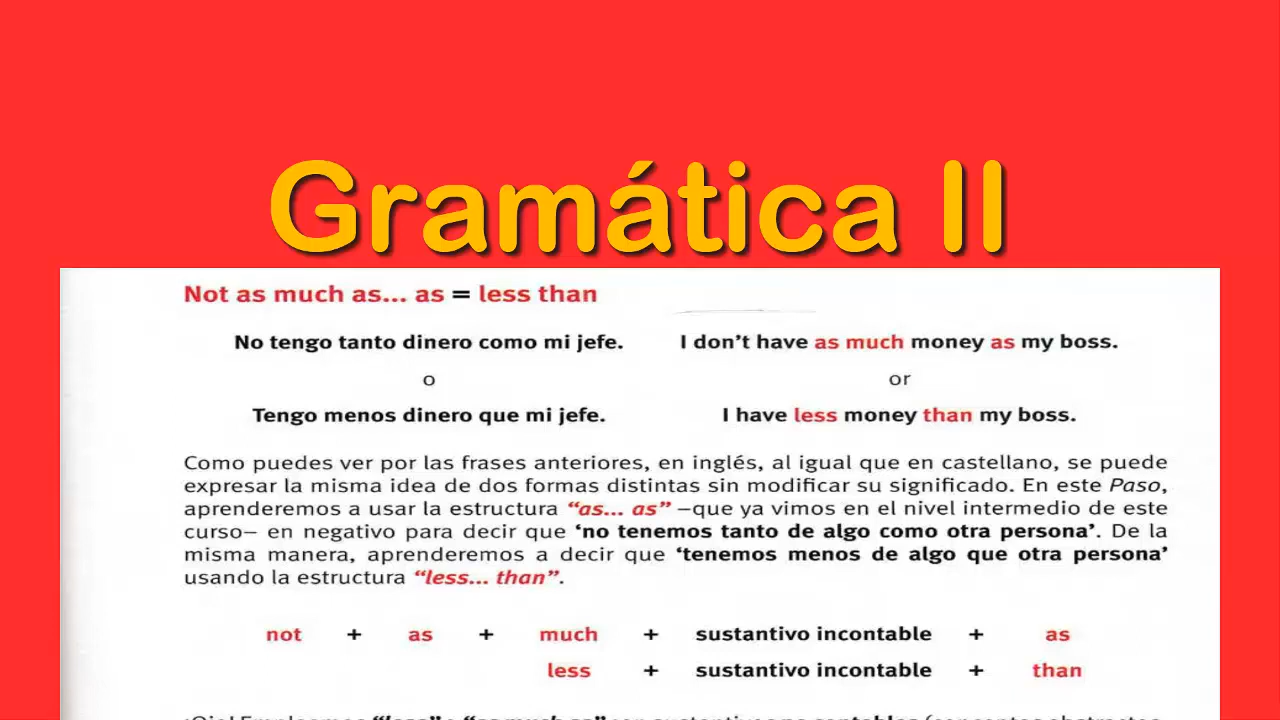 Gramática II
Not as much as... as = less than
No tengo tanto dinero como mi jefe. I don’t have as much money as my boss.
o or
Tengo menos dinero que mi jefe. I have less money than my boss.
Como puedes ver por las frases anteriores, en inglés, al igual que en castellano, se puede
expresar la misma idea de dos formas distintas sin modificar su significado. En este Paso,
aprenderemos a usar la estructura “as... as” –que ya vimos en el nivel intermedio de este
curso– en negativo para decir que ‘no tenemos tanto de algo como otra persona’. De la
misma manera, aprenderemos a decir que ‘tenemos menos de algo que otra persona’
usando la estructura “less... than”.
not + as + much + sustantivo incontable + as
less + sustantivo incontable + than